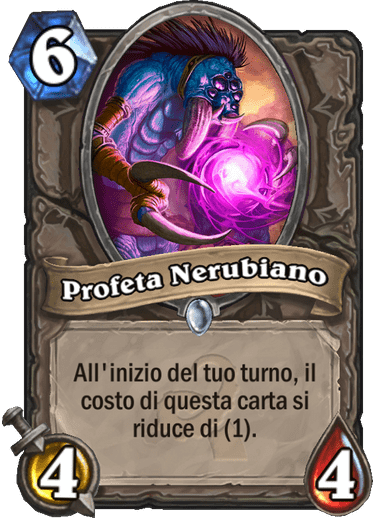 6
Profeta Nerubiano
All'inizio del tuo turno, il
costo di questa carta si
riduce di (1).
4
4